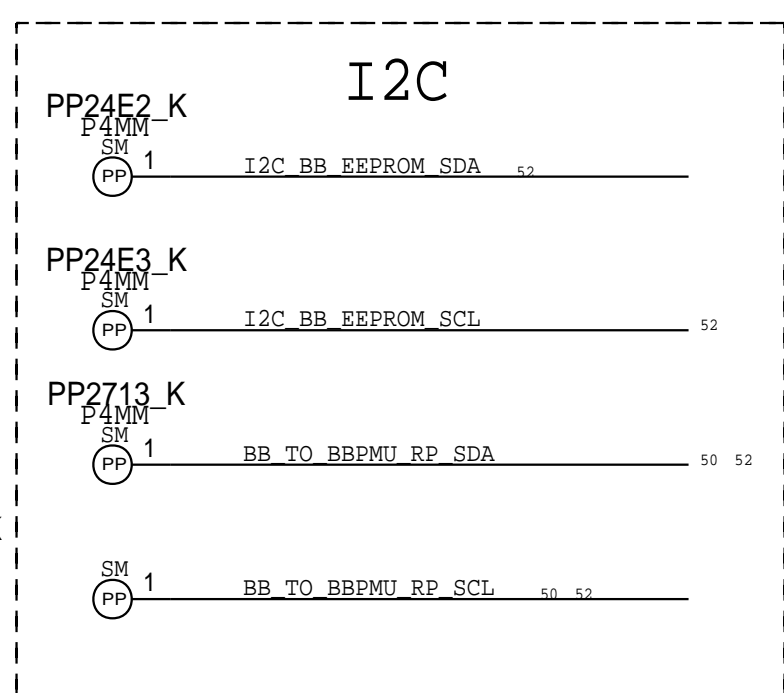 I2C
PP24E2_K
P4MM
SM
PP 1 I2C_BB_EEPROM_SDA 52
PP24E3_K
P4MM
SM
PP 1 I2C_BB_EEPROM_SCL 52
PP2713_K
P4MM
SM
PP 1 BB_TO_BBPMU_RP_SDA 50 52
SM
PP 1 BB_TO_BBPMU_RP_SCL 50 52